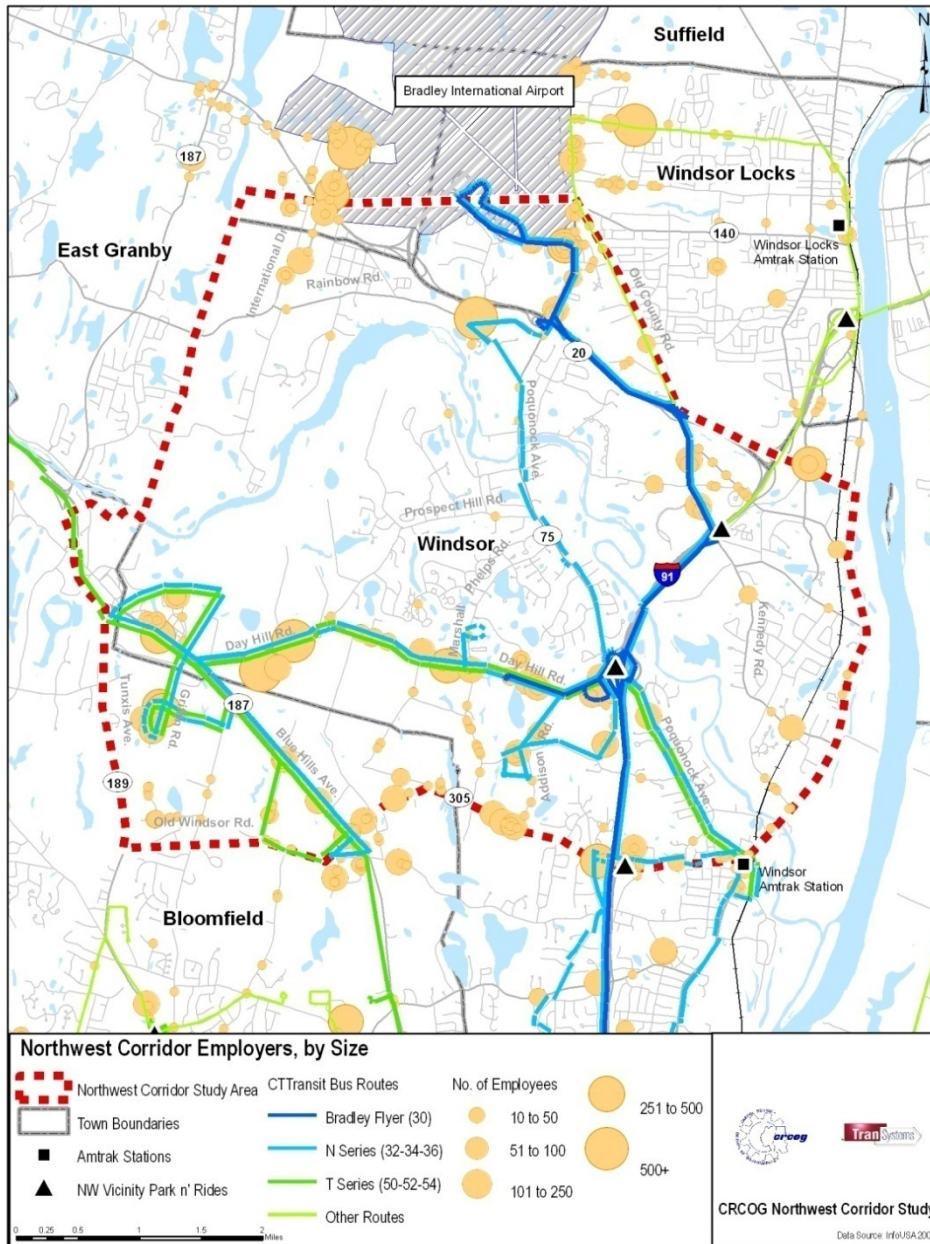 Suffield
N
Bradley International Airport
187
Windsor Locks
East Granby
140
Windsor Locks
Amtrak Station
International Dr.
Rainbow Rd.
Old County Rd.
20
Poquonock Ave.
Prospect Hill Rd.
Windsor
75
Phelps Rd.
Marshall
91
Kennedy Rd.
Day Hill Rd.
Day Hill Rd.
Tunxis Ave
Griffin Rd.
187
Blue Hills Ave.
Addison Rd.
Poquonock Ave.
189
305
Old Windsor Rd.
Windsor
Amtrak Station
Bloomfield
Northwest Corridor Employers, by Size
Northwest Corridor Study Area
Town Boundaries
Amtrak Stations
NW Vicinity Park n' Rides
0 0.25 0.5 1 1.5 2
Miles
CTTransit Bus Routes
Bradley Flyer (30)
N Series (32-34-36)
T Series (50-52-54)
Other Routes
No. of Employees
10 to 50
51 to 100
101 to 250
251 to 500
500+
crcog
TranSystems
CRCOG Northwest Corridor Study
Data Source: InfoUSA